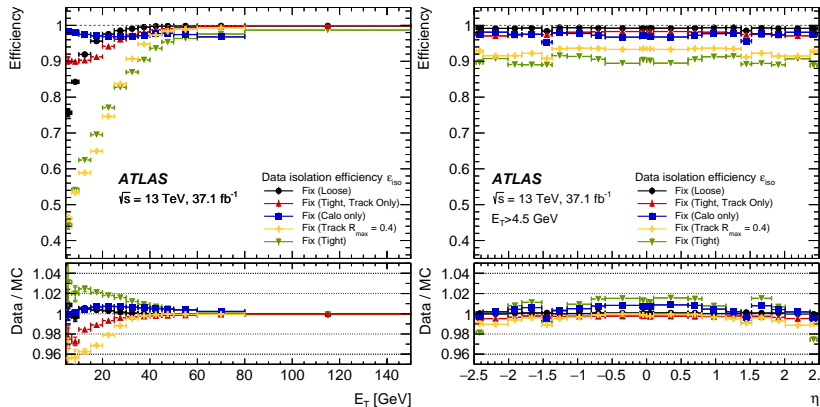 Efficiency
1
0.9
0.8
0.7
0.6
0.5
0.4
ATLAS
√s = 13 TeV, 37.1 fb⁻¹
Data isolation efficiency ε_iso
Fix (Loose)
Fix (Tight, Track Only)
Fix (Calo only)
Fix (Track R_max = 0.4)
Fix (Tight)
Data / MC
1.04
1.02
1
0.98
0.96
20 40 60 80 100 120 140
E_T [GeV]
Efficiency
1
0.9
0.8
0.7
0.6
0.5
0.4
ATLAS
√s = 13 TeV, 37.1 fb⁻¹
E_T>4.5 GeV
Data isolation efficiency ε_iso
Fix (Loose)
Fix (Tight, Track Only)
Fix (Calo only)
Fix (Track R_max = 0.4)
Fix (Tight)
Data / MC
1.04
1.02
1
0.98
0.96
−2.5 −2 −1.5 −1 −0.5 0 0.5 1 1.5 2 2.
η